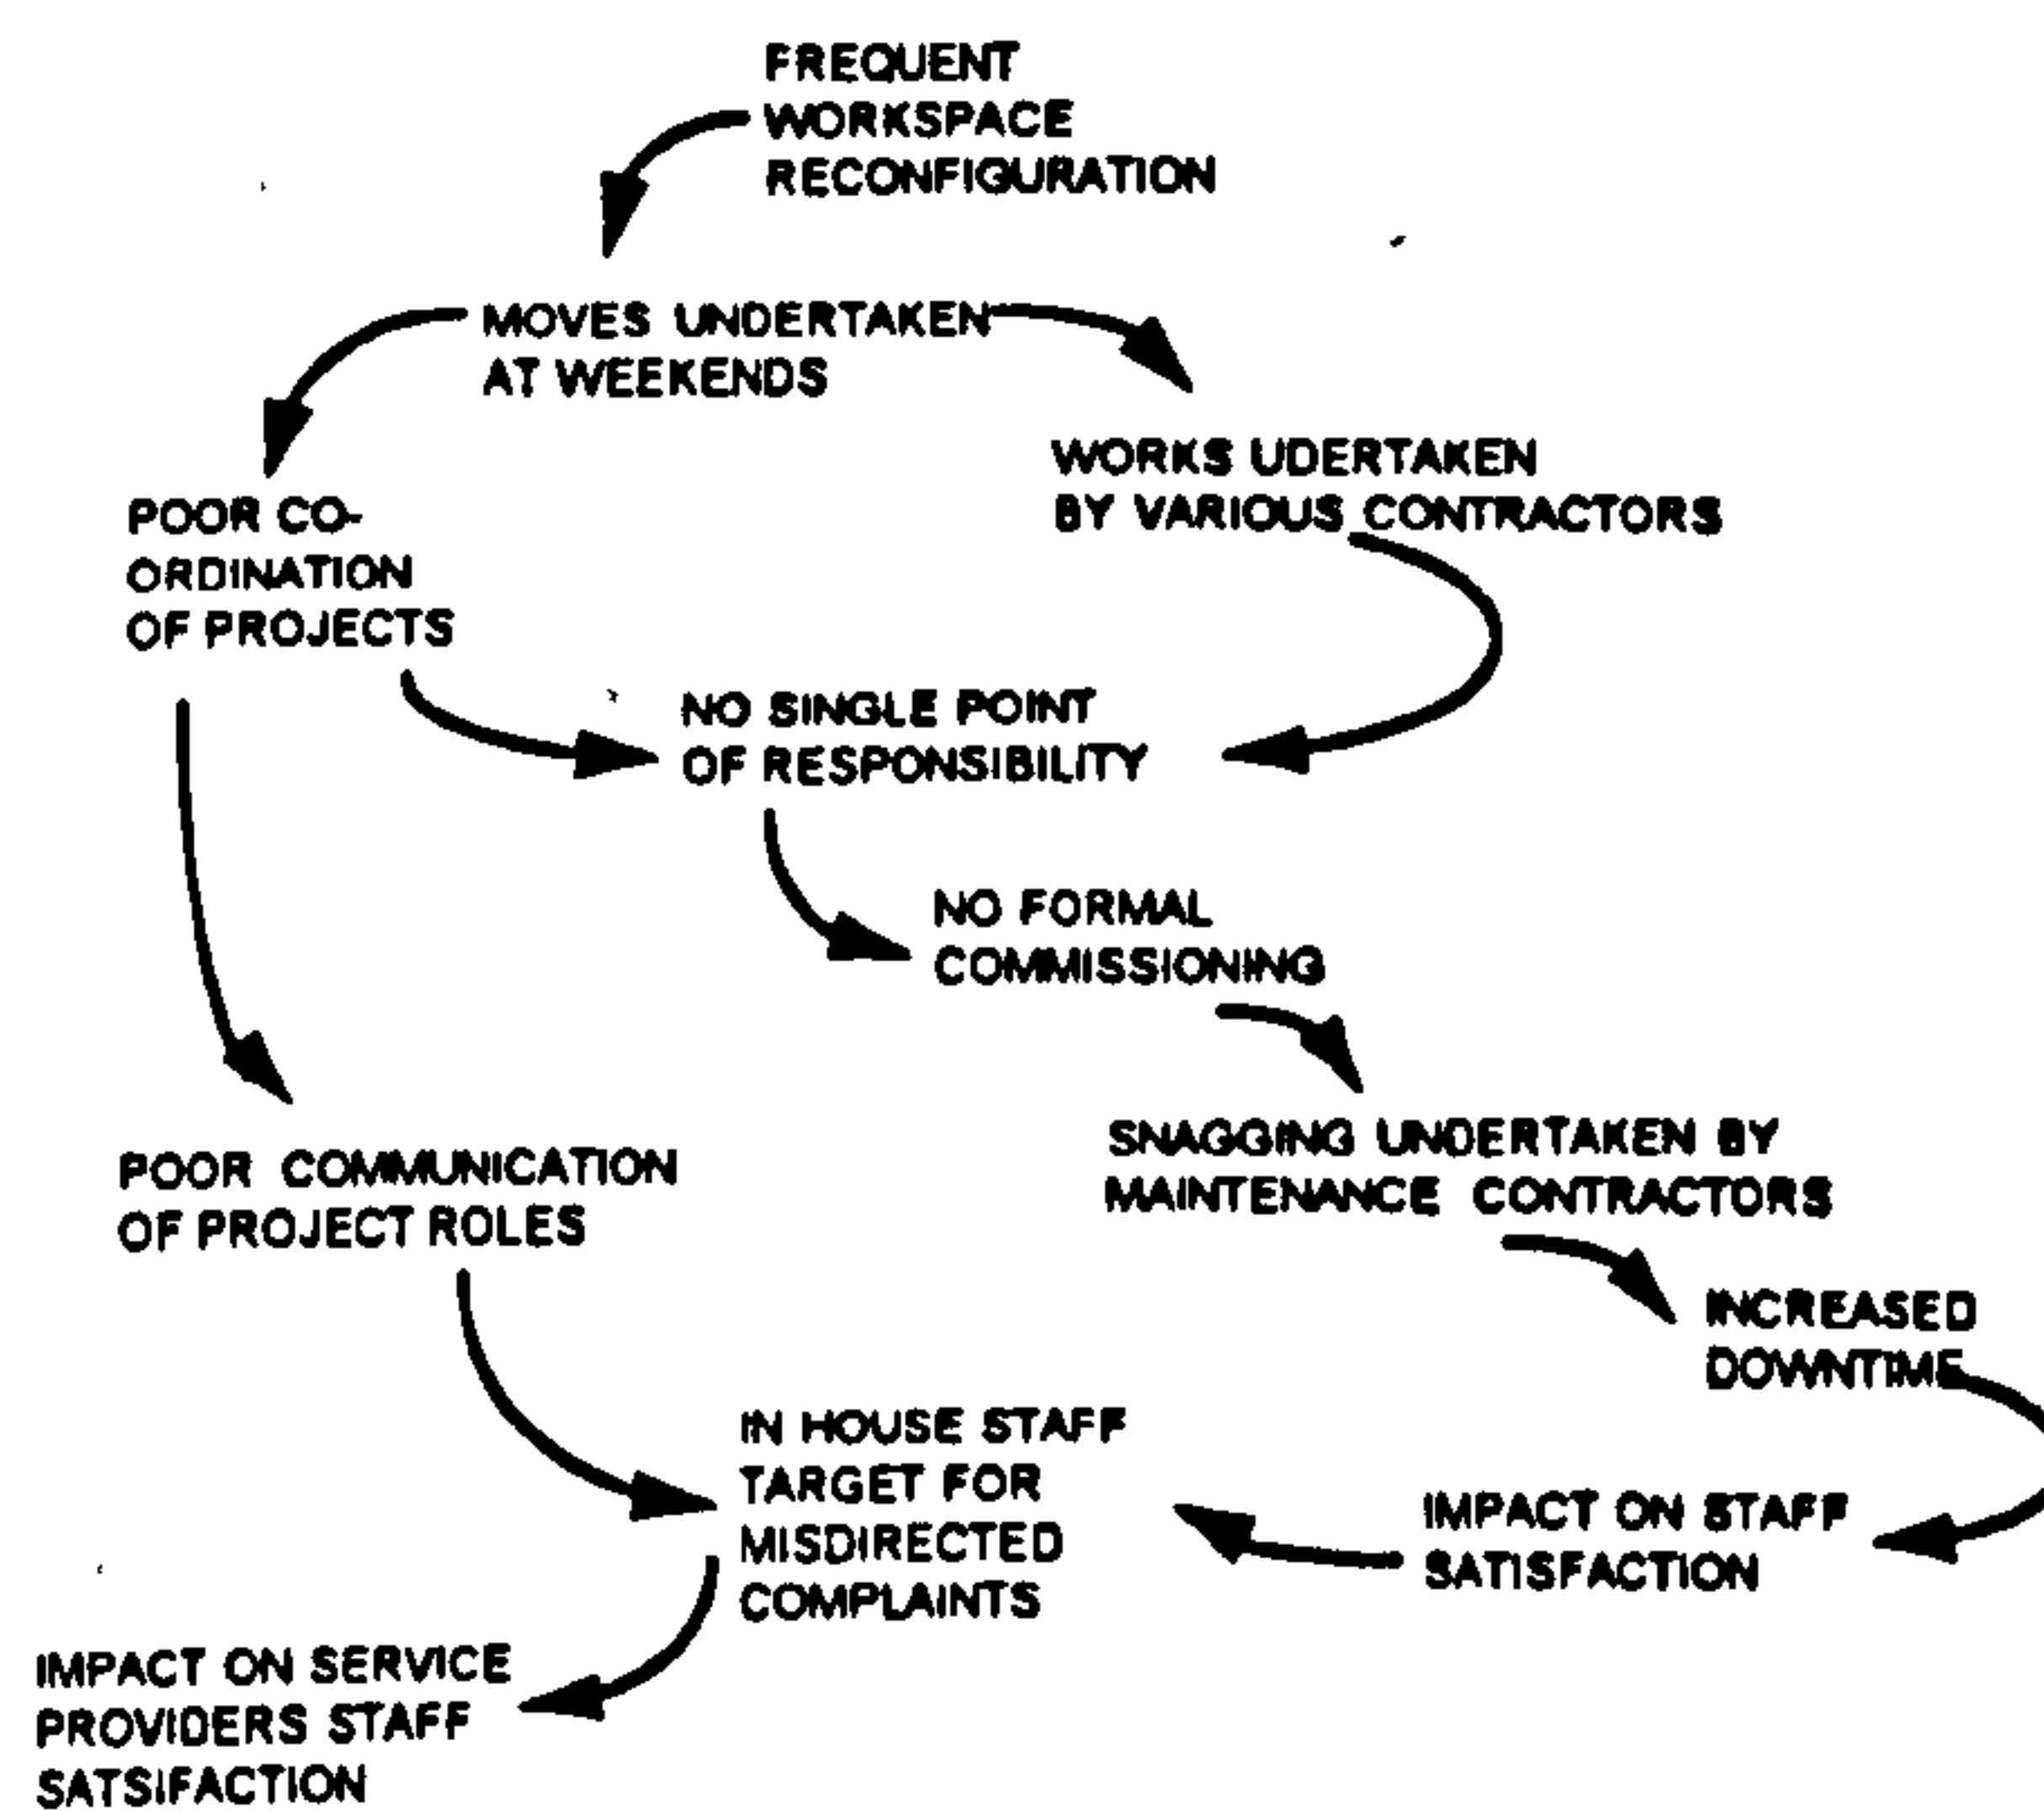 FREQUENT
WORKSPACE
RECONFIGURATION
MOVES UNDERTAKEN
AT WEEKENDS
WORKS UDERTAKEN
BY VARIOUS CONTRACTORS
POOR CO-
ORDINATION
OF PROJECTS
NO SINGLE POINT
OF RESPONSIBILITY
NO FORMAL
COMMISSIONING
SNAGGING UNDERTAKEN BY
MAINTENANCE CONTRACTORS
POOR COMMUNICATION
OF PROJECT ROLES
INCREASED
DOWNTIME
IN HOUSE STAFF
TARGET FOR
MISDIRECTED
COMPLAINTS
IMPACT ON STAFF
SATISFACTION
IMPACT ON SERVICE
PROVIDERS STAFF
SATSIFACTION